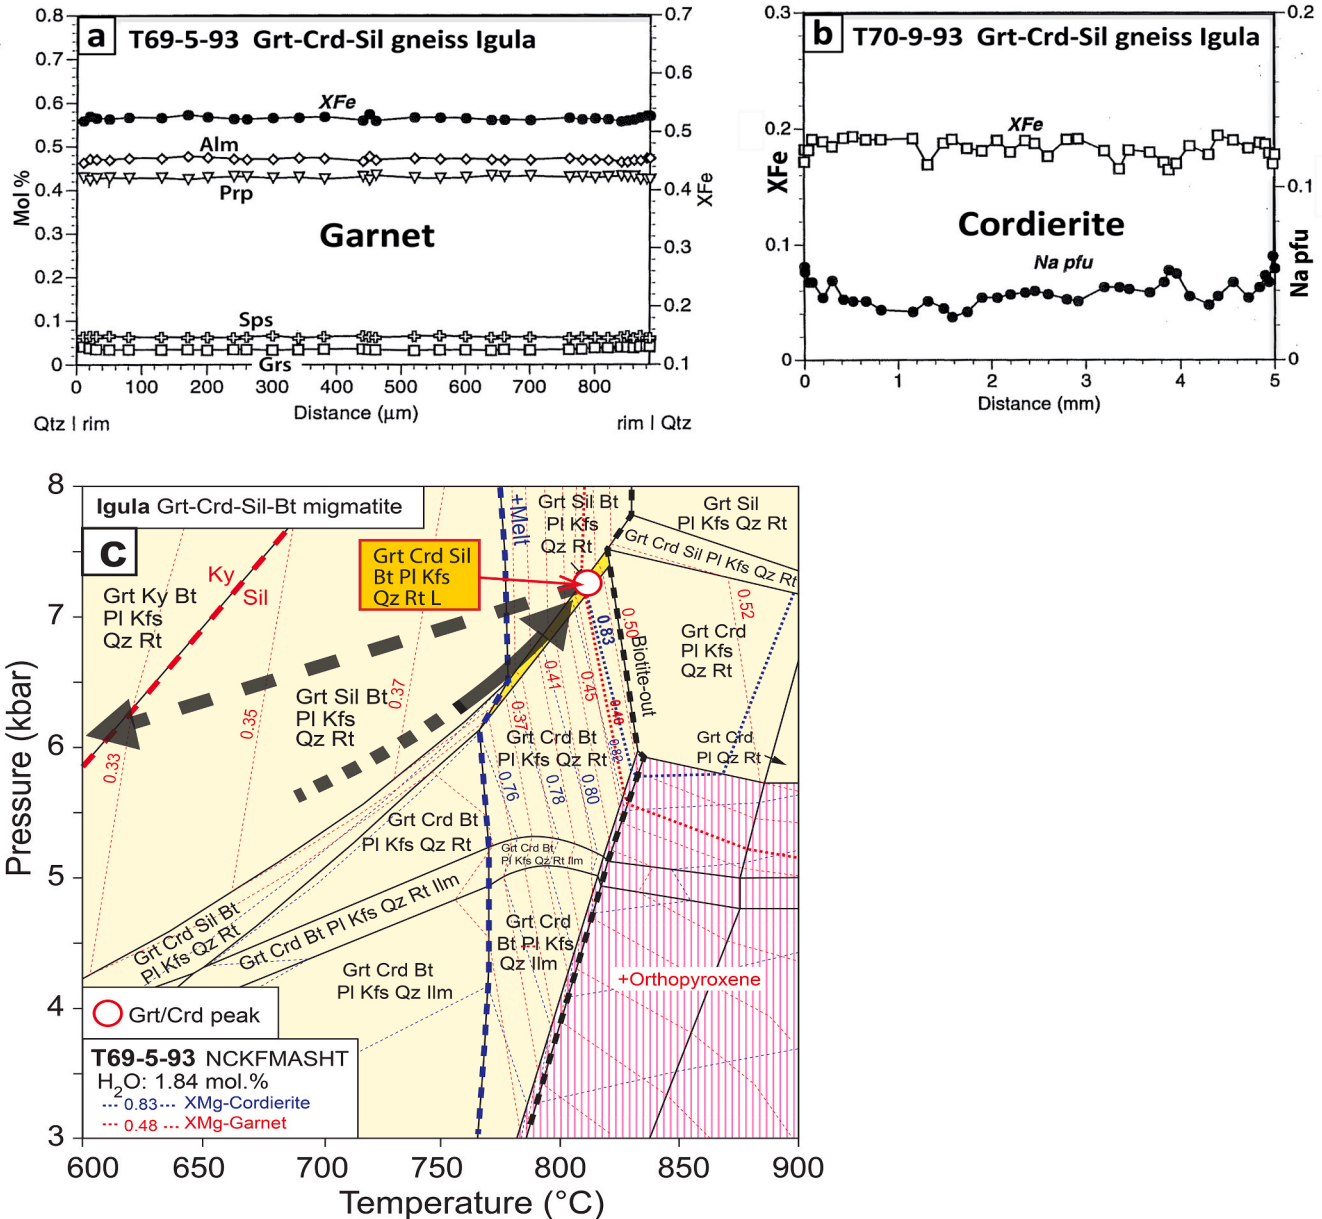 a T69-5-93 Grt-Crd-Sil gneiss Igula
0.8
0.7
0.6
0.5
0.4
0.3
0.2
0.1
0
Mol %
0.7
0.6
0.5
0.4
0.3
0.2
0.1
XFe
XFe
Alm
Prp
Garnet
Sps
Grs
0 100 200 300 400 500 600 700 800
Distance (µm)
Qtz | rim
rim | Qtz
b T70-9-93 Grt-Crd-Sil gneiss Igula
0.3
0.2
0.1
0
XFe
0.2
0.1
0
Na pfu
XFe
Cordierite
Na pfu
0 1 2 3 4 5
Distance (mm)
Igula Grt-Crd-Sil-Bt migmatite
c
8
7
6
5
4
3
Pressure (kbar)
+Melt
Grt Sil Bt
Pl Kfs
Qz Rt
Grt Sil
Pl Kfs Qz Rt
Grt Crd Sil Pl Kfs Qz Rt
Grt Crd Sil
Bt Pl Kfs
Qz Rt L
Ky
Sil
Grt Ky Bt
Pl Kfs
Qz Rt
0.52
0.50
0.83
Biotite-out
Grt Crd
Pl Kfs
Qz Rt
Grt Sil Bt
Pl Kfs
Qz Rt
0.33
0.35
0.37
0.37
0.41
0.45
0.48
0.82
Grt Crd Bt
Pl Kfs Qz Rt
Grt Crd
Pl Qz Rt
0.76
0.78
0.80
Grt Crd Bt
Pl Kfs Qz Rt
Grt Crd Bt
Pl Kfs Qz Rt Ilm
Grt Crd Sil Bt
Pl Kfs Qz Rt
Grt Crd Bt Pl Kfs Qz Rt Ilm
Grt Crd
Bt Pl Kfs
Qz Ilm
Grt Crd Bt
Pl Kfs Qz Ilm
+Orthopyroxene
Grt/Crd peak
T69-5-93 NCKFMASHT
H2O: 1.84 mol.%
0.83 XMg-Cordierite
0.48 XMg-Garnet
600 650 700 750 800 850 900
Temperature (°C)